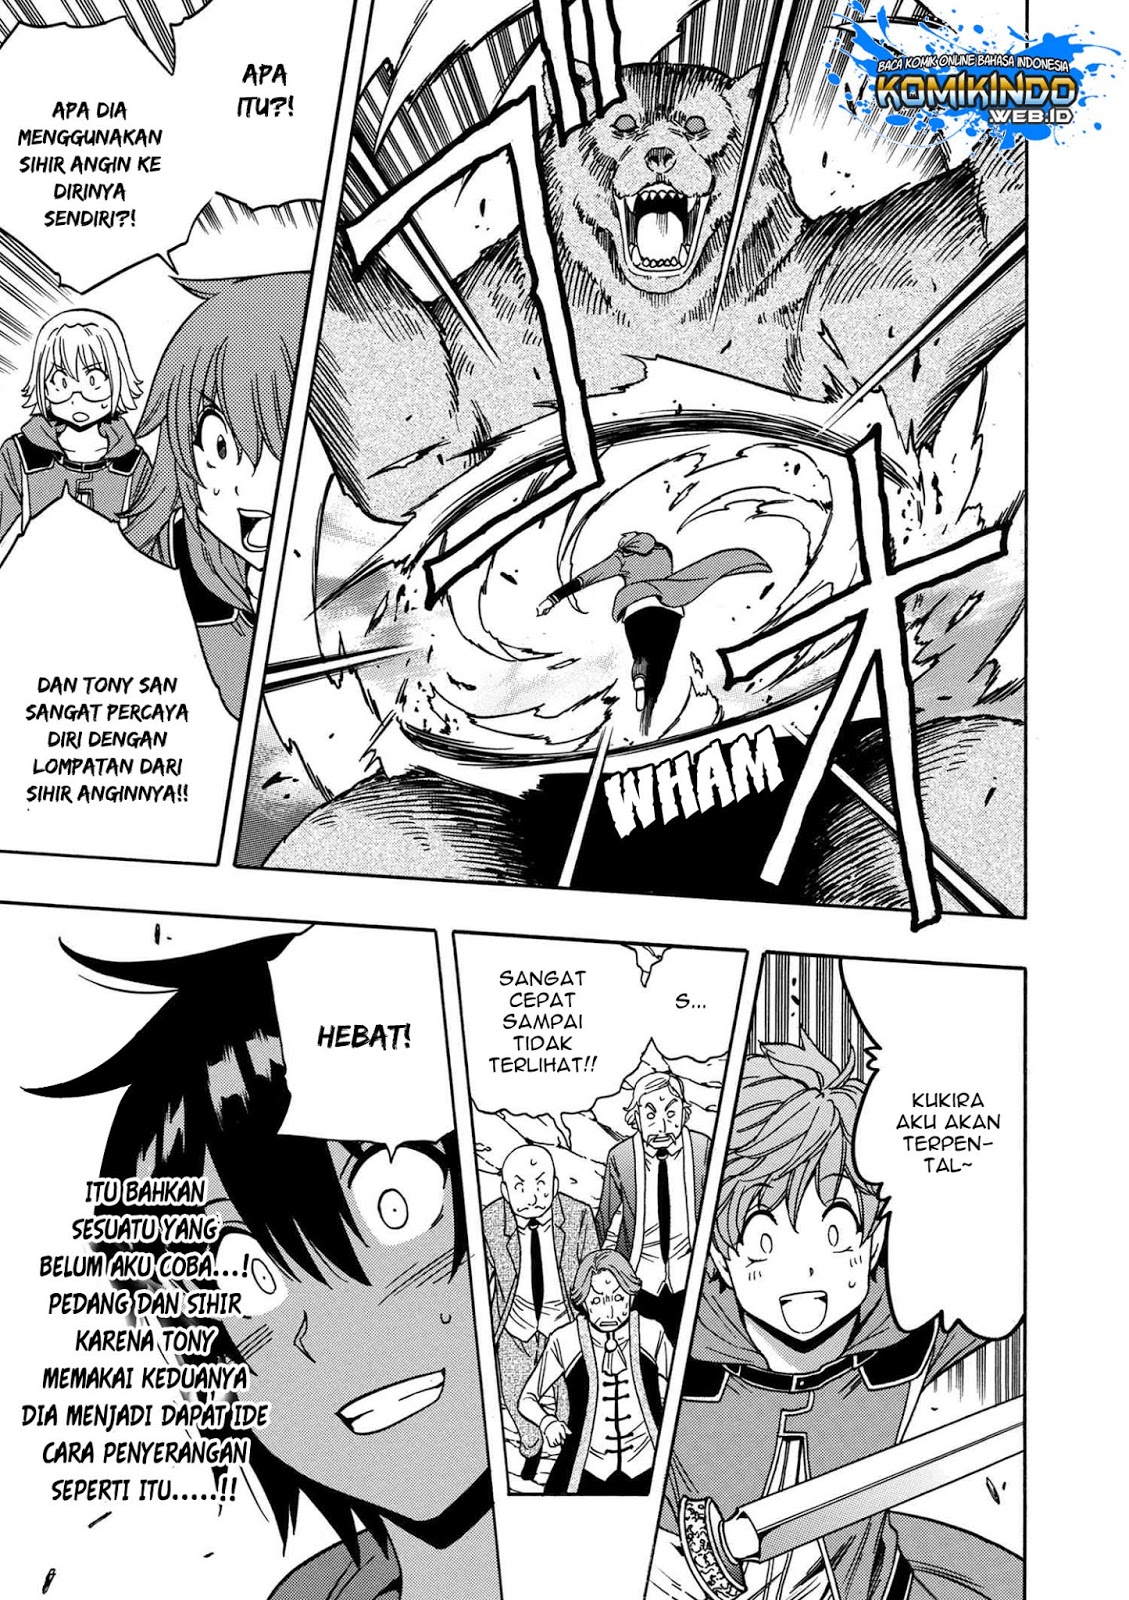 BACA KOMIK ONLINE BAHASA INDONESIA
KOMIKINDO
WEB.ID
APA
ITU?!
APA DIA
MENGGUNAKAN
SIHIR ANGIN KE
DIRINYA
SENDIRI?!
DAN TONY SAN
SANGAT PERCAYA
DIRI DENGAN
LOMPATAN DARI
SIHIR ANGINNYA!!
WHAM
KUKIRA
AKU AKAN
TERPEN-
TAL~
S...
SANGAT
CEPAT
SAMPAI
TIDAK
TERLIHAT!!
HEBAT!
ITU BAHKAN
SESUATU YANG
BELUM AKU COBA...!
PEDANG DAN SIHIR
KARENA TONY
MEMAKAI KEDUANYA
DIA MENJADI DAPAT IDE
CARA PENYERANGAN
SEPERTI ITU.....!!